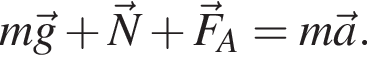 $m\vec{g} + \vec{N} + \vec{F}_A = m\vec{a}.$